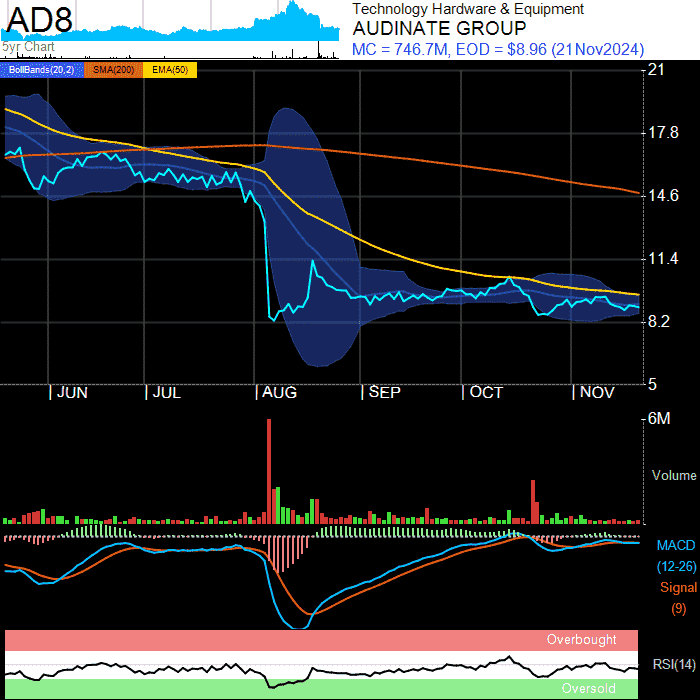 AD8
5yr Chart
Technology Hardware & Equipment
AUDINATE GROUP
MC = 746.7M, EOD = $8.96 (21Nov2024)
BollBands(20,2) SMA(200) EMA(50)
21
17.8
14.6
11.4
8.2
5
JUN JUL AUG SEP OCT NOV
6M
Volume
MACD
(12-26)
Signal
(9)
Overbought
RSI(14)
Oversold